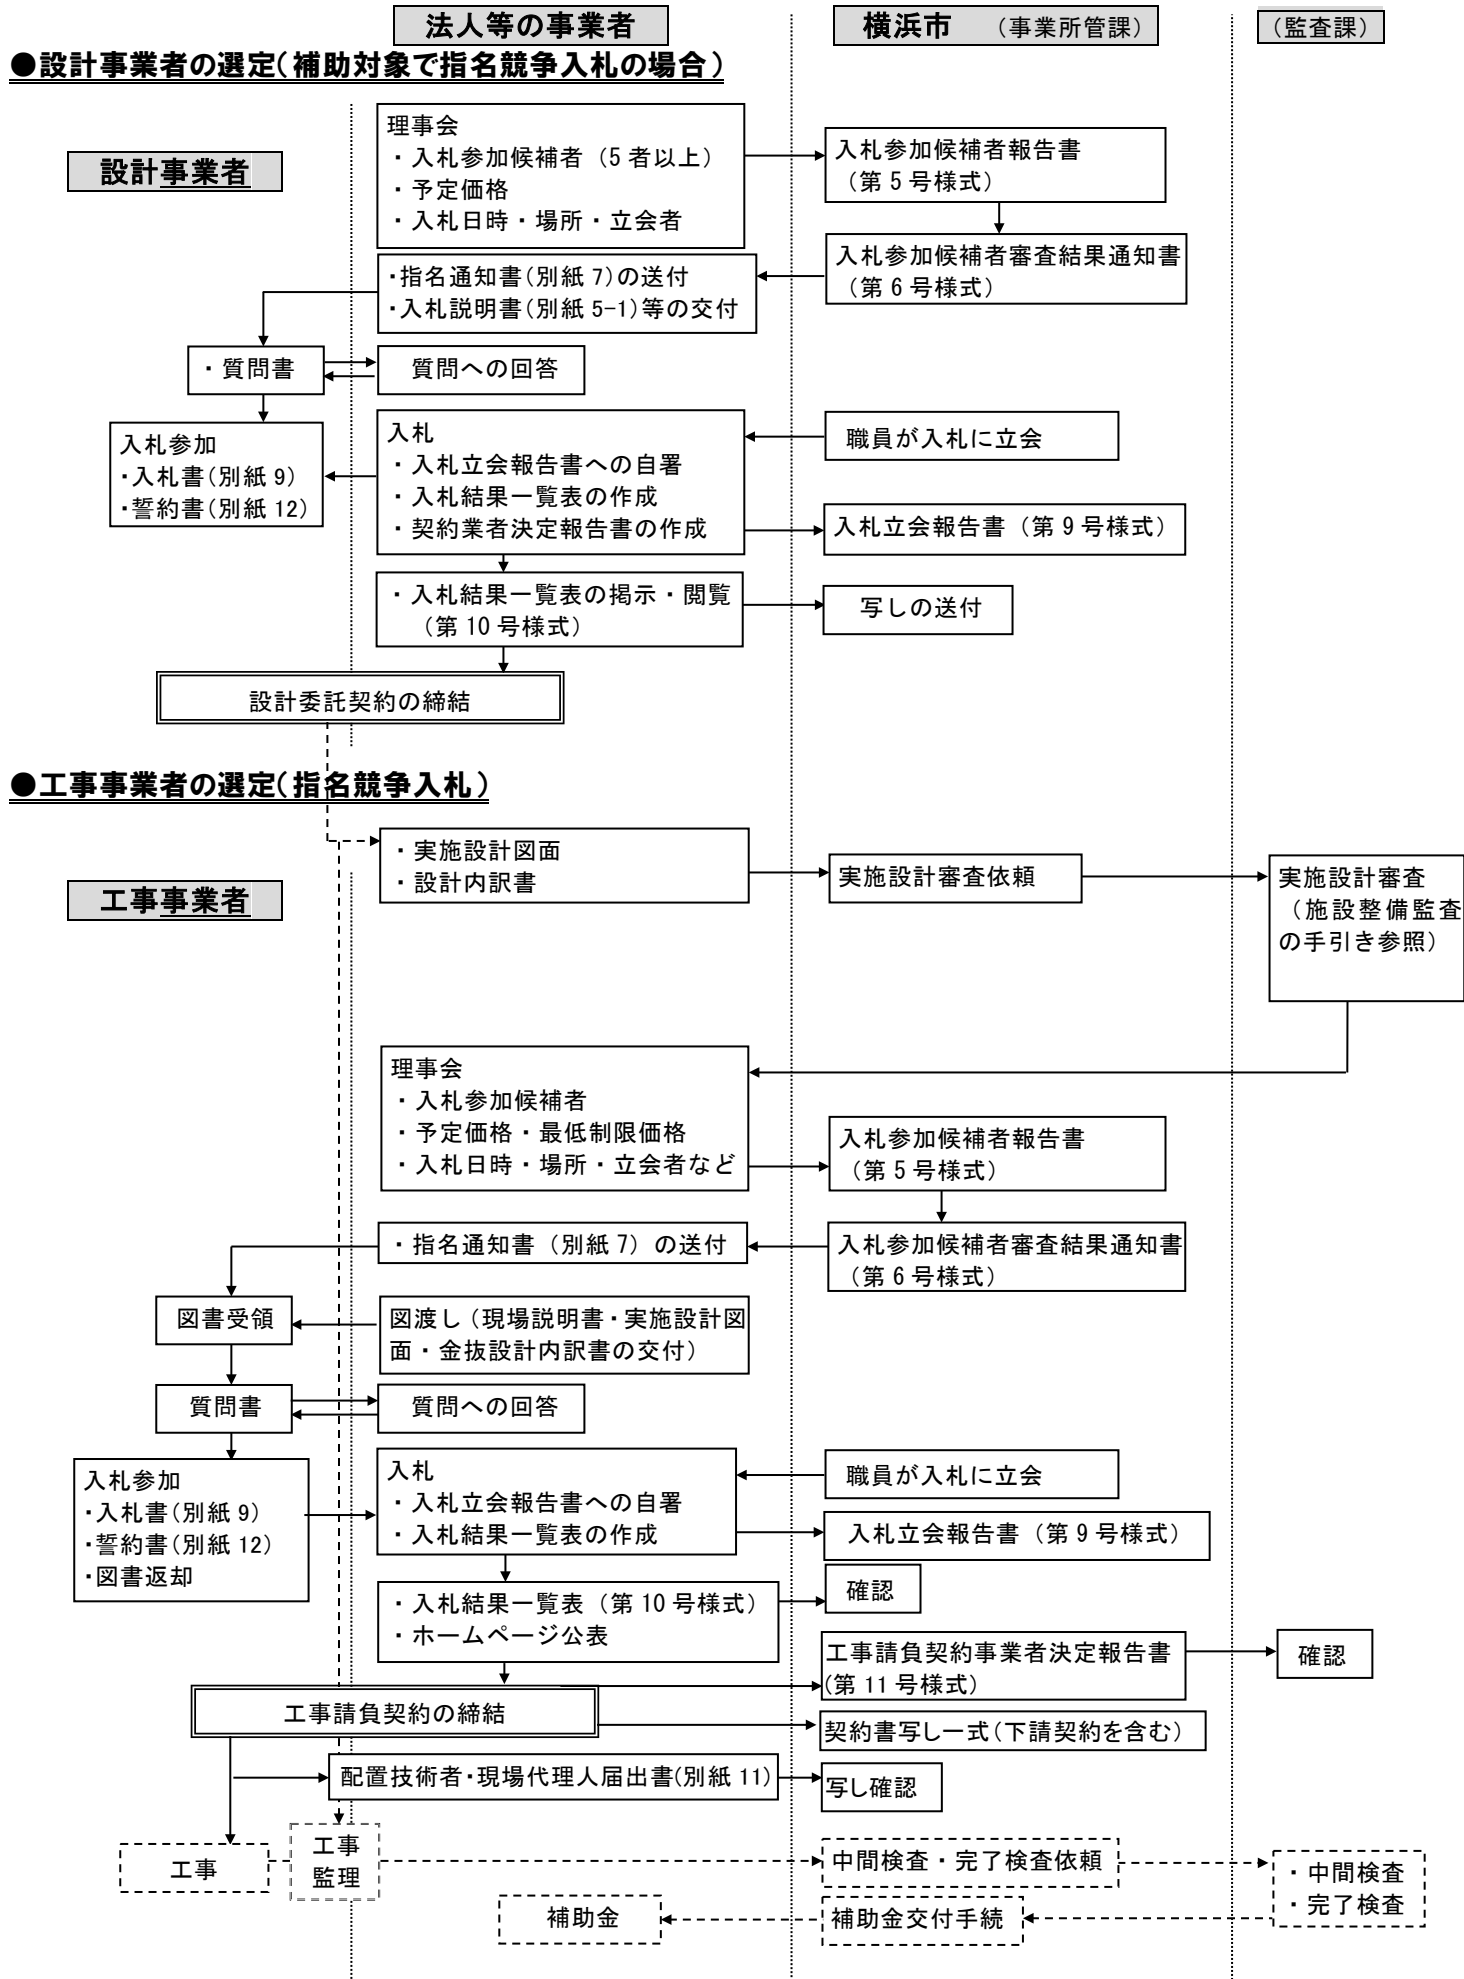 法人等の事業者
横浜市 （事業所管課）
（監査課）
●設計事業者の選定（補助対象で指名競争入札の場合）
設計事業者
理事会
・入札参加候補者（5 者以上）
・予定価格
・入札日時・場所・立会者
入札参加候補者報告書
（第 5 号様式）
入札参加候補者審査結果通知書
（第 6 号様式）
・指名通知書（別紙 7）の送付
・入札説明書（別紙 5-1）等の交付
・質問書
質問への回答
入札参加
・入札書（別紙 9）
・誓約書（別紙 12）
入札
・入札立会報告書への自署
・入札結果一覧表の作成
・契約業者決定報告書の作成
職員が入札に立会
入札立会報告書（第 9 号様式）
・入札結果一覧表の掲示・閲覧
（第 10 号様式）
写しの送付
設計委託契約の締結
●工事事業者の選定（指名競争入札）
工事事業者
・実施設計図面
・設計内訳書
実施設計審査依頼
実施設計審査
（施設整備監査
の手引き参照）
理事会
・入札参加候補者
・予定価格・最低制限価格
・入札日時・場所・立会者など
入札参加候補者報告書
（第 5 号様式）
・指名通知書（別紙 7）の送付
入札参加候補者審査結果通知書
（第 6 号様式）
図書受領
図渡し（現場説明書・実施設計図
面・金抜設計内訳書の交付）
質問書
質問への回答
入札参加
・入札書（別紙 9）
・誓約書（別紙 12）
・図書返却
入札
・入札立会報告書への自署
・入札結果一覧表の作成
職員が入札に立会
入札立会報告書（第 9 号様式）
・入札結果一覧表（第 10 号様式）
・ホームページ公表
確認
工事請負契約事業者決定報告書
（第 11 号様式）
確認
工事請負契約の締結
契約書写し一式（下請契約を含む）
配置技術者・現場代理人届出書（別紙 11）
写し確認
工事
工事
監理
中間検査・完了検査依頼
・中間検査
・完了検査
補助金
補助金交付手続